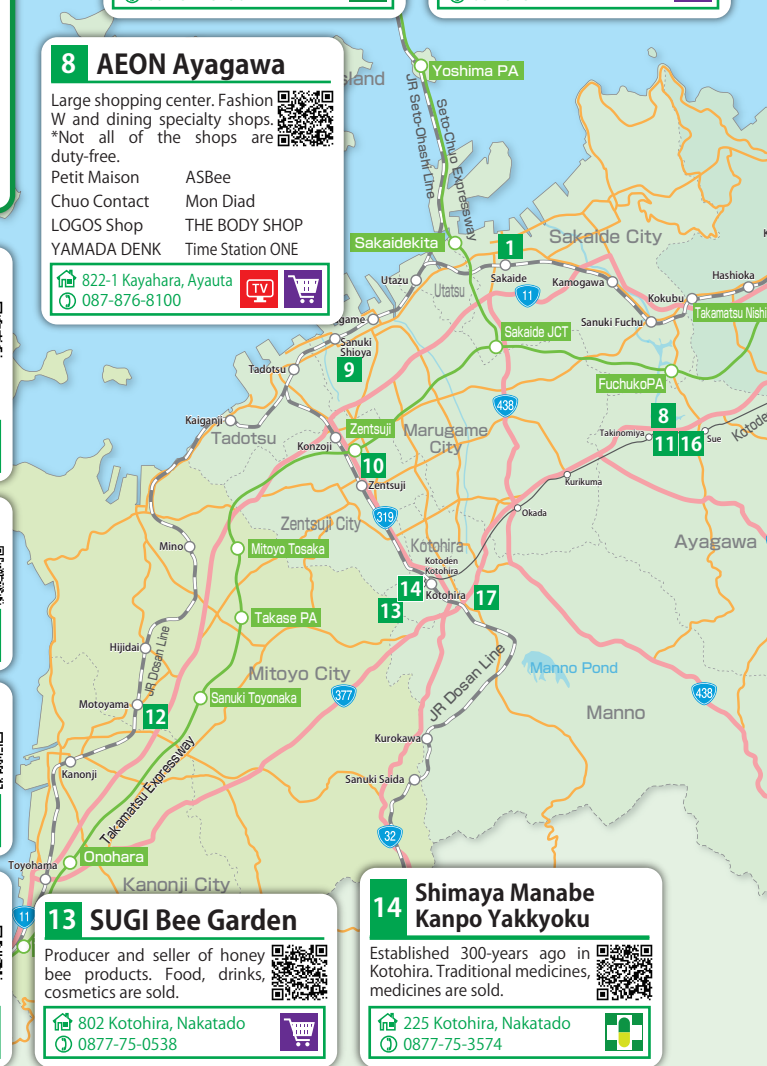 8 AEON Ayagawa
Large shopping center. Fashion
W and dining specialty shops.
*Not all of the shops are
duty-free.
Petit Maison ASBee
Chuo Contact Mon Diad
LOGOS Shop THE BODY SHOP
YAMADA DENK Time Station ONE
822-1 Kayahara, Ayauta
087-876-8100
TV
Yoshima PA
JR Seto-Ohashi Line
Seto-Chuo Expressway
Sakaidekita
1
Sakaide City
Utazu
Utatsu
Sakaide
11
Kamogawa
Hashioka
Kokubu
Sanuki Fuchu
Takamatsu Nishi
Sanuki
Shioya
9
Sakaide JCT
Tadotsu
FuchukoPA
438
Kaiganji
Tadotsu
Zentsuji
Marugame
City
8
Takinomiya
11 16
Sue
Konzoji
10
Zentsuji
Kurikuma
319
Okada
Zentsuji City
Mino
Mitoyo Tosaka
Kotohira
Kotoden
Kotohira
Ayagawa
14
Kotohira
17
13
Takase PA
Hijidai
JR Dosan Line
Mitoyo City
JR Dosan Line
Manno Pond
377
438
Motoyama
12
Sanuki Toyonaka
Manno
Kurokawa
Kanonji
Takamatsu Expressway
Sanuki Saida
32
Toyohama
Onohara
Kanonji City
11
13 SUGI Bee Garden
Producer and seller of honey
bee products. Food, drinks,
cosmetics are sold.
802 Kotohira, Nakatado
0877-75-0538
14 Shimaya Manabe
Kanpo Yakkyoku
Established 300-years ago in
Kotohira. Traditional medicines,
medicines are sold.
225 Kotohira, Nakatado
0877-75-3574